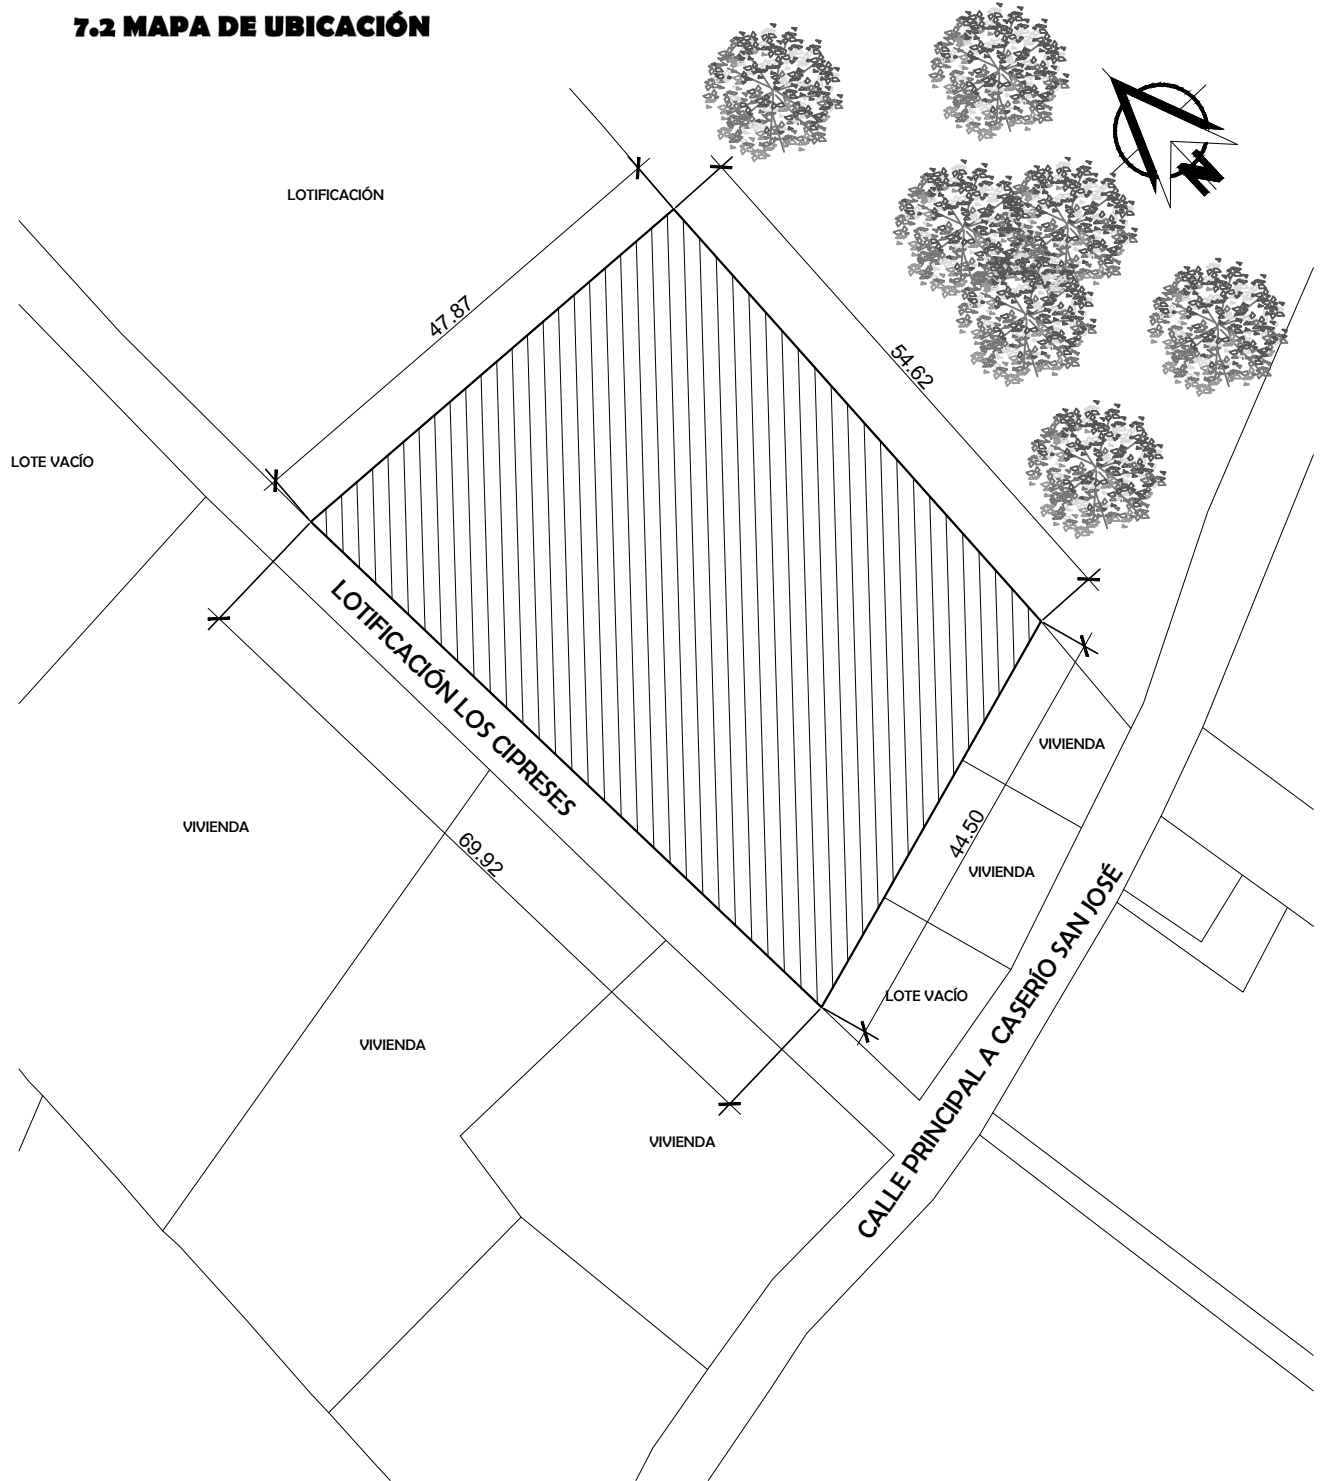 7.2 MAPA DE UBICACIÓN
N
LOTIFICACIÓN
47.87
54.62
LOTE VACÍO
LOTIFICACIÓN LOS CIPRESES
VIVIENDA
VIVIENDA
69.92
44.50
VIVIENDA
LOTE VACÍO
VIVIENDA
VIVIENDA
CALLE PRINCIPAL A CASERÍO SAN JOSÉ